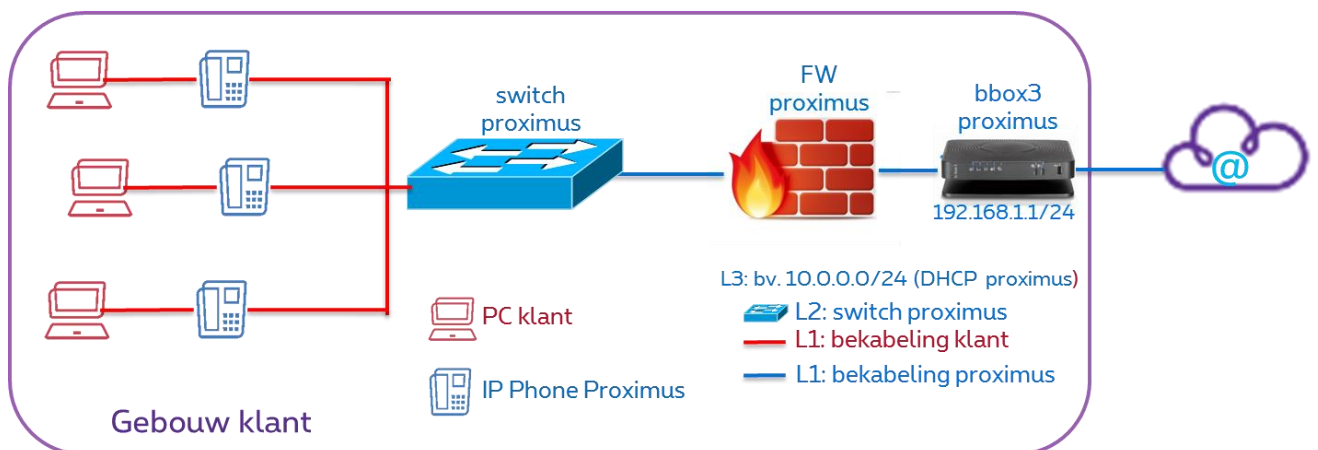 switch
proximus
FW
proximus
bbox3
proximus
@
192.168.1.1/24
L3: bv. 10.0.0.0/24 (DHCP proximus)
L2: switch proximus
L1: bekabeling klant
L1: bekabeling proximus
PC klant
IP Phone Proximus
Gebouw klant